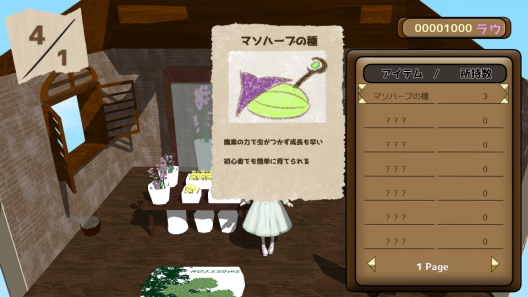 4/1
00001000 ラウ
マソハーブの種
魔素の力で虫がつかず成長も早い
初心者でも簡単に育てられる
アイテム / 所持数
マソハーブの種 3
??? 0
??? 0
??? 0
??? 0
??? 0
??? 0
1 Page
welcome